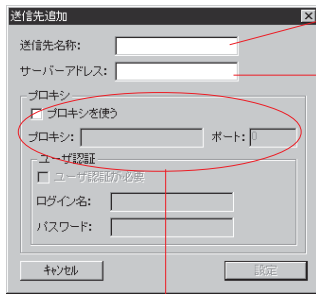 送信先追加
送信先名称:
サーバーアドレス:
プロキシ
プロキシを使う
プロキシ: ポート: 0
ユーザ認証
ユーザ認証が必要
ログイン名:
パスワード:
キャンセル 設定